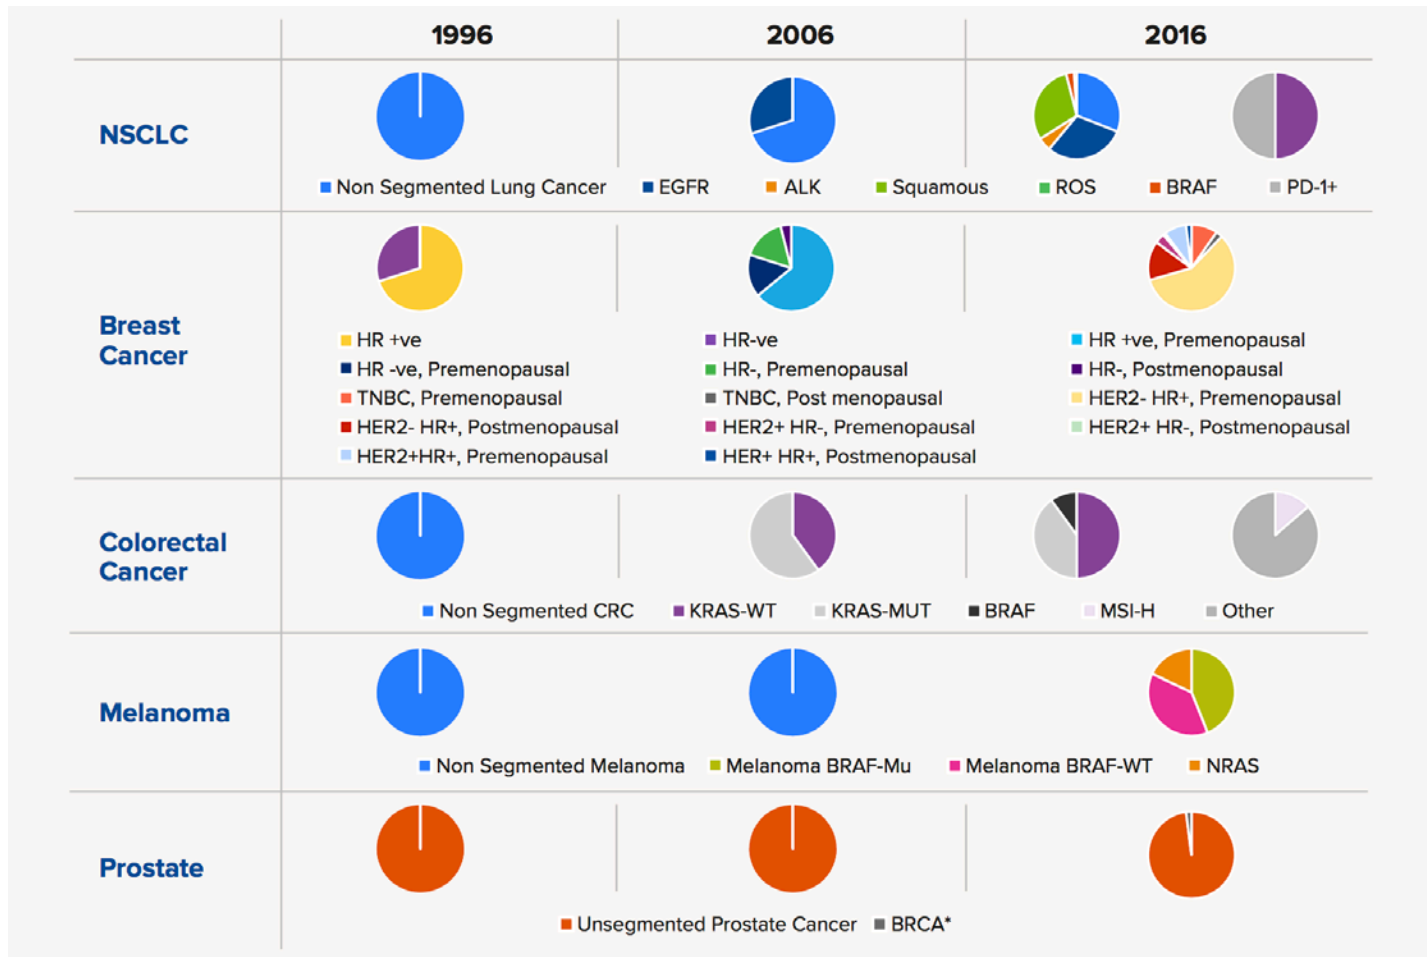 1996 2006 2016
NSCLC
Non Segmented Lung Cancer EGFR ALK Squamous ROS BRAF PD-1+
Breast
Cancer
HR +ve HR-ve HR +ve, Premenopausal
HR -ve, Premenopausal HR-, Premenopausal HR-, Postmenopausal
TNBC, Premenopausal TNBC, Post menopausal HER2- HR+, Premenopausal
HER2- HR+, Postmenopausal HER2+ HR-, Premenopausal HER2+ HR-, Postmenopausal
HER2+HR+, Premenopausal HER+ HR+, Postmenopausal
Colorectal
Cancer
Non Segmented CRC KRAS-WT KRAS-MUT BRAF MSI-H Other
Melanoma
Non Segmented Melanoma Melanoma BRAF-Mu Melanoma BRAF-WT NRAS
Prostate
Unsegmented Prostate Cancer BRCA*